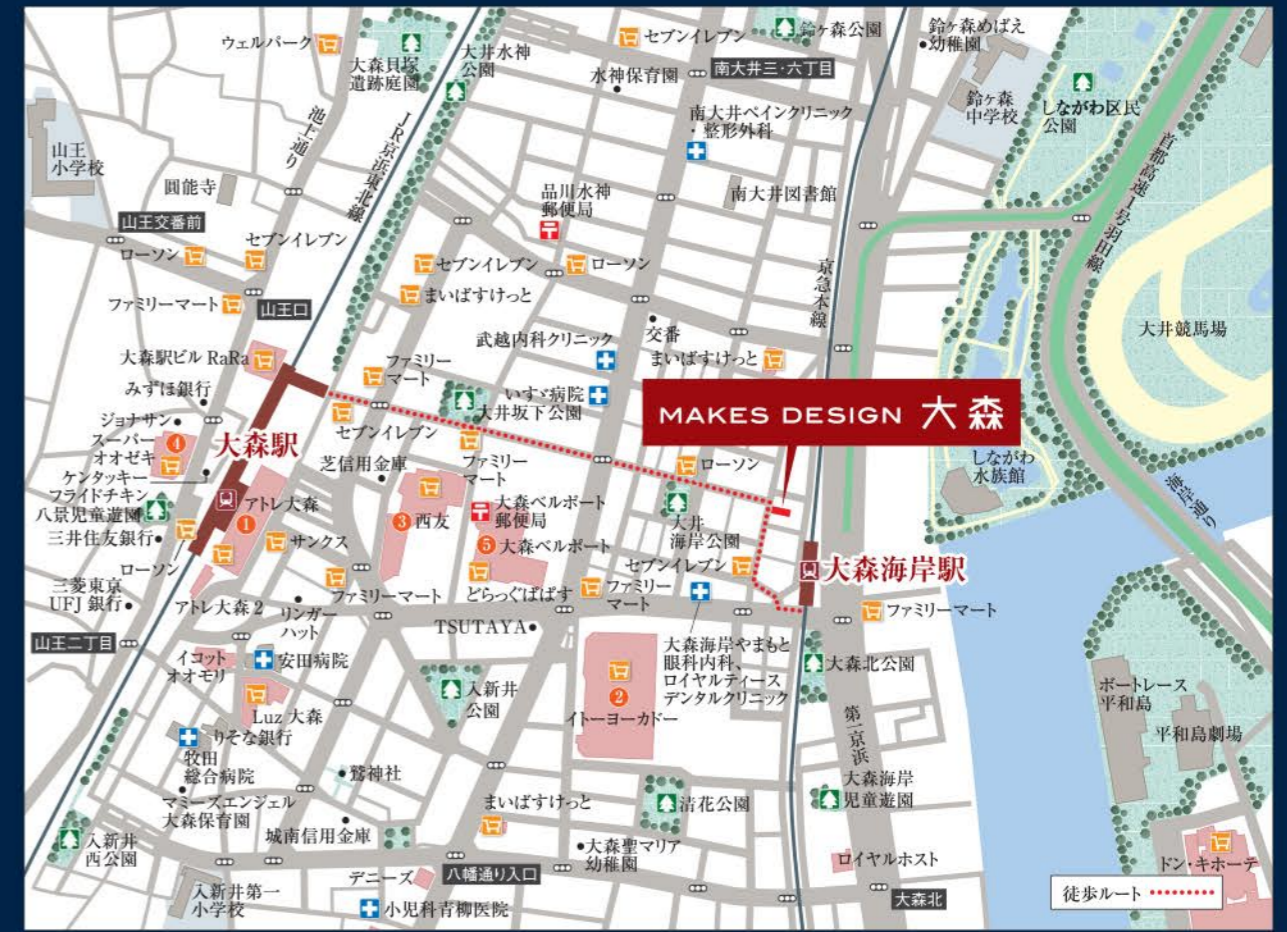 ウェルパーク
大森貝塚
遺跡庭園
大井水神
公園
セブンイレブン
鈴ヶ森公園
鈴ヶ森めばえ
幼稚園
水神保育園
南大井三・六丁目
鈴ヶ森
中学校
しながわ区民
公園
南大井ペインクリニック
・整形外科
山王
小学校
池上通り
JR京浜東北線
首都高速1号羽田線
圓能寺
品川水神
郵便局
南大井図書館
山王交番前
セブンイレブン
ローソン
セブンイレブン
ローソン
京急本線
ファミリーマート
山王口
まいばすけっと
大井競馬場
武越内科クリニック
交番
まいばすけっと
大森駅ビル RaRa
ファミリー
マート
みずほ銀行
いすゞ病院
大井坂下公園
MAKES DESIGN 大森
ジョナサン
スーパー
オオゼキ
4
大森駅
セブンイレブン
芝信用金庫
ファミリー
マート
ローソン
しながわ
水族館
海岸通り
ケンタッキー
フライドチキン
八景児童遊園
アトレ大森
1
3 西友
大森ベルポート
郵便局
大井
海岸公園
三井住友銀行
サンクス
5 大森ベルポート
ローソン
セブンイレブン
大森海岸駅
三菱東京
UFJ 銀行
アトレ大森2
リンガー
ハット
ファミリーマート
どらっぐぱぱす
ファミリー
マート
ファミリーマート
TSUTAYA
山王二丁目
イコット
オオモリ
安田病院
大森海岸やまもと
眼科内科、
ロイヤルティース
デンタルクリニック
大森北公園
入新井
公園
2
イトーヨーカドー
ボートレース
平和島
Luz 大森
りそな銀行
第一京浜
平和島劇場
牧田
総合病院
鷲神社
マミーズエンジェル
大森保育園
まいばすけっと
清花公園
大森海岸
児童遊園
入新井
西公園
城南信用金庫
大森聖マリア
幼稚園
ロイヤルホスト
ドン・キホーテ
デニーズ
八幡通り入口
入新井第一
小学校
小児科青柳医院
大森北
徒歩ルート